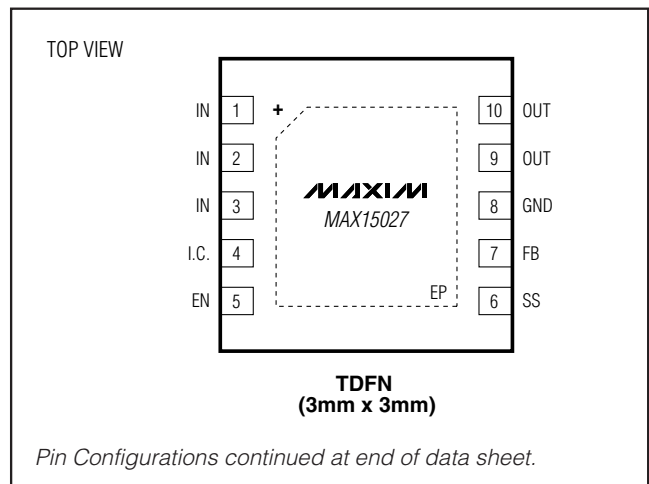 TOP VIEW
IN 1 + 10 OUT
IN 2 9 OUT
IN 3 MAXIM 8 GND
MAX15027
I.C. 4 7 FB
EN 5 EP 6 SS
TDFN
(3mm x 3mm)
Pin Configurations continued at end of data sheet.